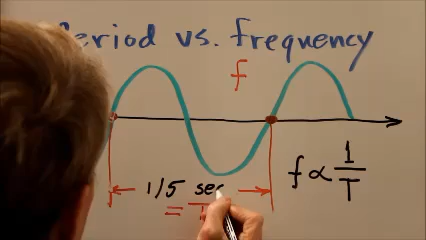 Period vs. frequency
f
1/5 sec
=
f ∝ 1/T